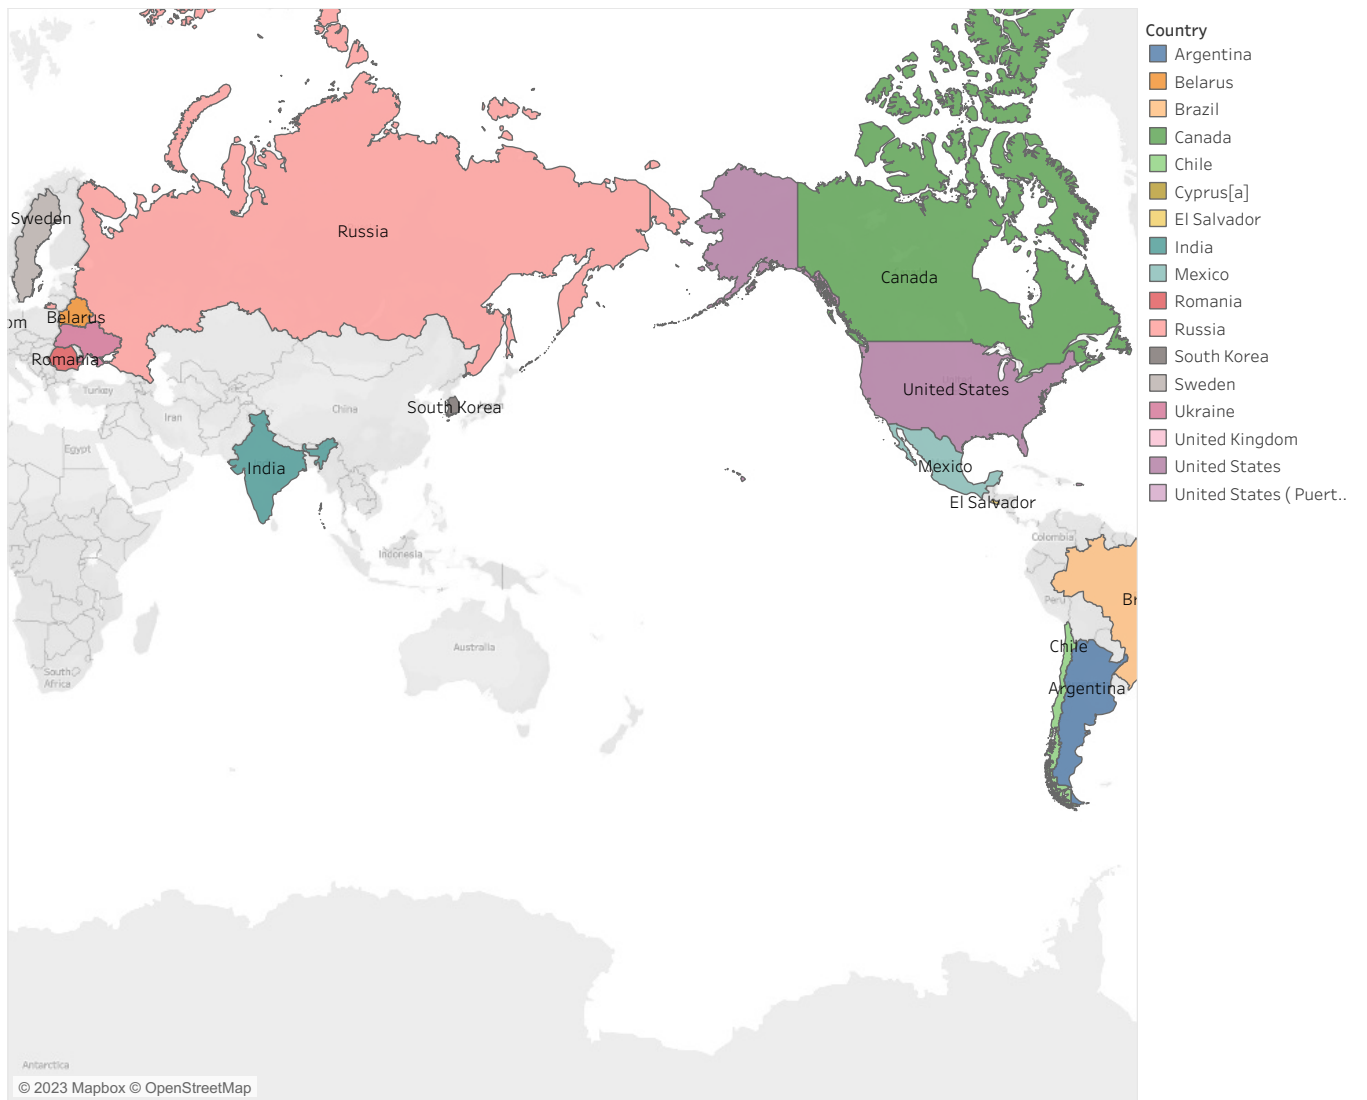 Country
Argentina
Belarus
Brazil
Canada
Chile
Cyprus[a]
El Salvador
India
Mexico
Romania
Russia
South Korea
Sweden
Ukraine
United Kingdom
United States
United States ( Puert..
Sweden
Russia
Canada
om
Belarus
Romania
Turkey
United States
South Korea
China
Iran
Egypt
India
Mexico
El Salvador
Colombia
Indonesia
Br
Peru
Chile
Australia
South
Africa
Argentina
Antarctica
© 2023 Mapbox © OpenStreetMap